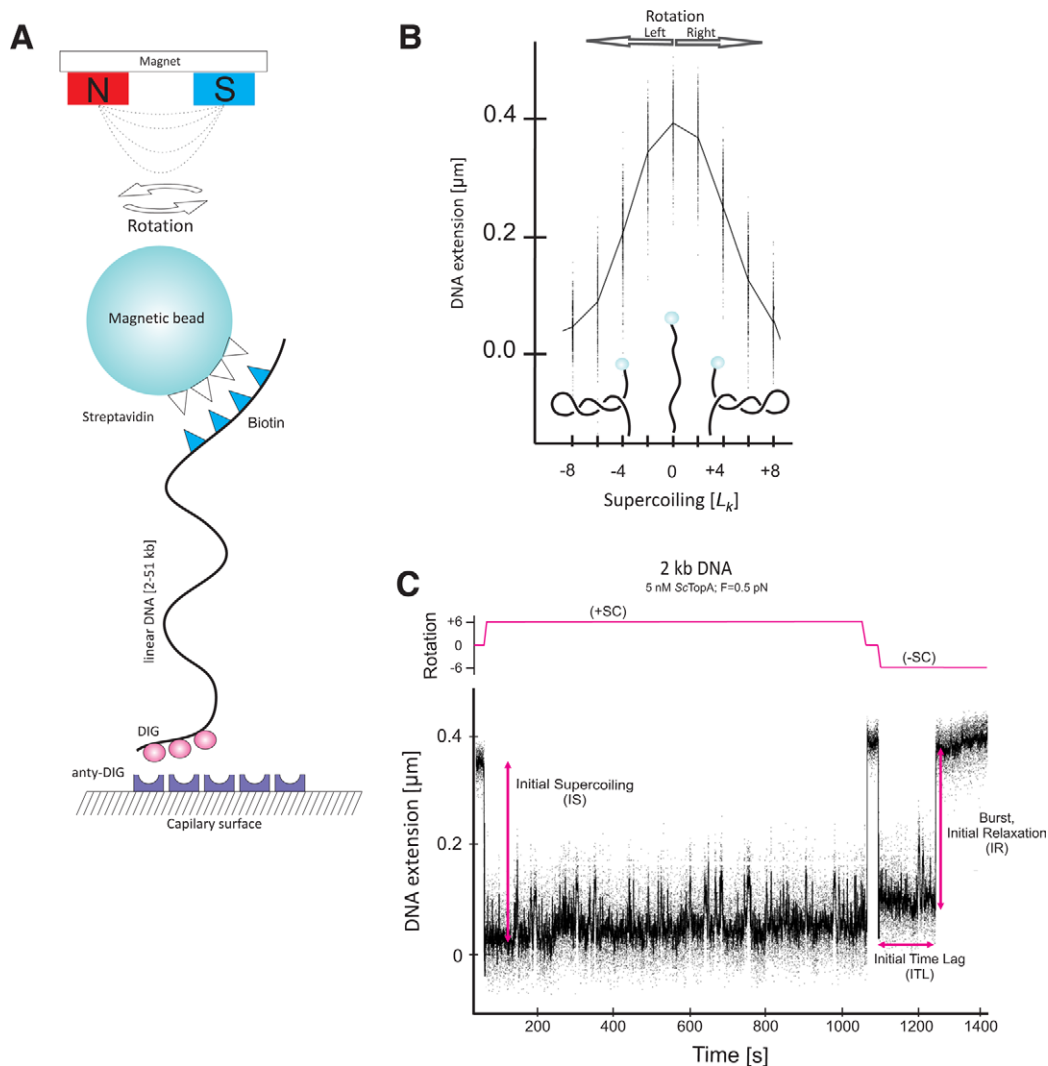 A
Magnet
N
S
Rotation
Magnetic bead
Streptavidin
Biotin
linear DNA [2-51 kb]
DIG
anty-DIG
Capilary surface
B
Rotation
Left
Right
DNA extension [µm]
0.4
0.2
0.0
-8
-4
0
+4
+8
Supercoiling [Lk]
C
2 kb DNA
5 nM ScTopA; F=0.5 pN
Rotation
+6
0
-6
(+SC)
(-SC)
DNA extension [µm]
0.4
0.2
0
Initial Supercoiling
(IS)
Burst,
Initial Relaxation
(IR)
Initial Time Lag
(ITL)
200
400
600
800
1000
1200
1400
Time [s]